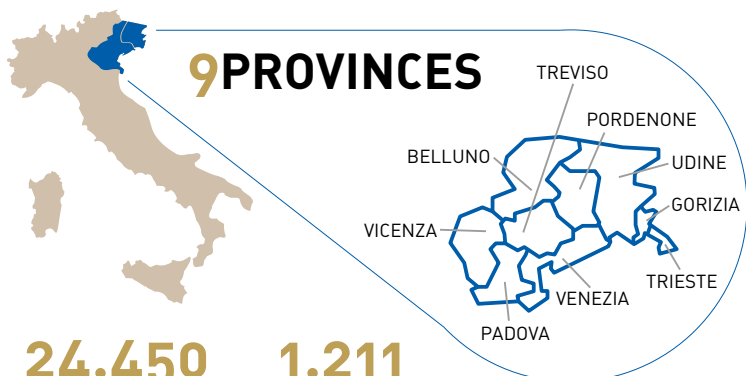 9PROVINCES
TREVISO
PORDENONE
BELLUNO
UDINE
GORIZIA
VICENZA
TRIESTE
VENEZIA
PADOVA
24.450
1.211